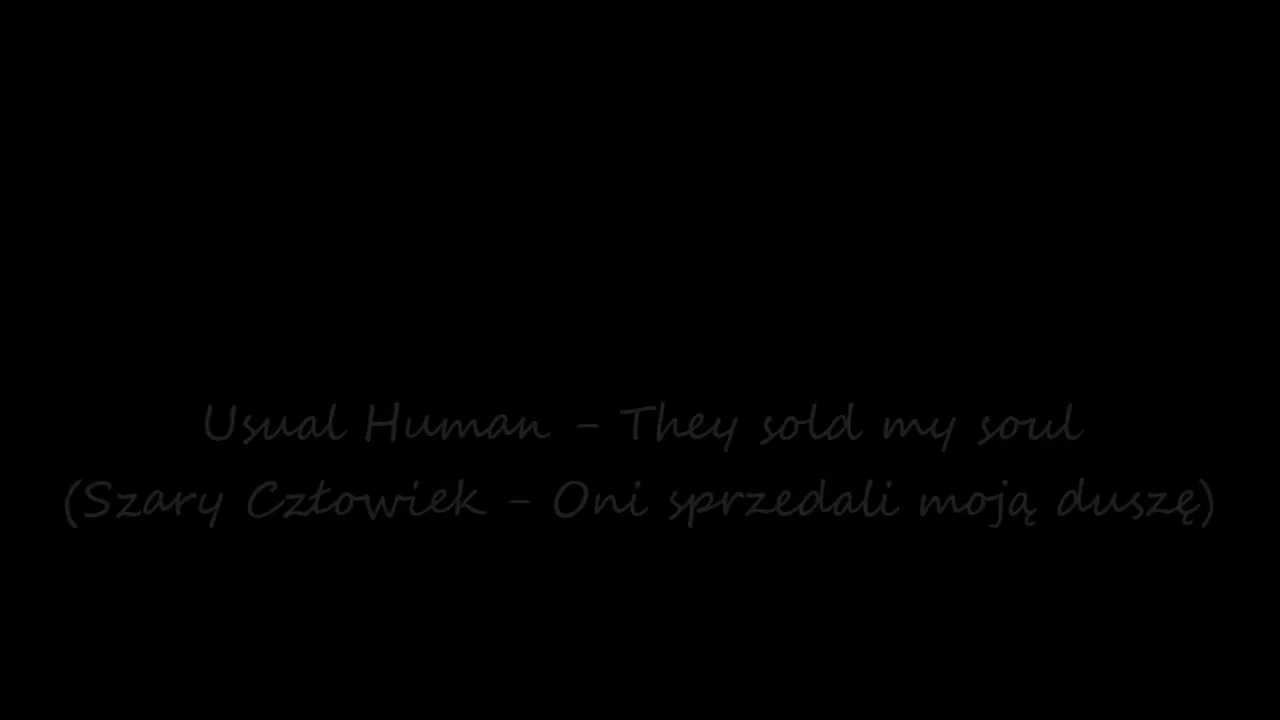 Usual Human - They sold my soul
(Szary Człowiek - Oni sprzedali moją duszę)